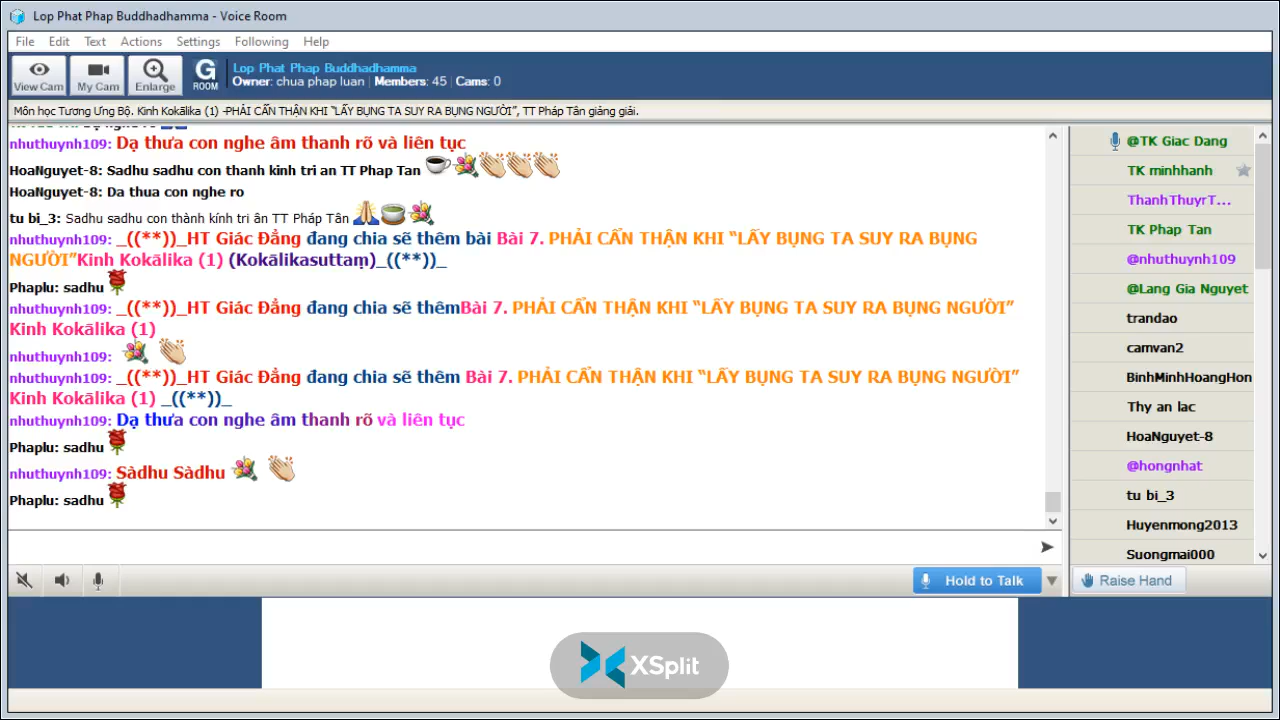 Lop Phat Phap Buddhadhamma - Voice Room
File Edit Text Actions Settings Following Help
View Cam
My Cam
Enlarge
G ROOM
Lop Phat Phap Buddhadhamma
Owner: chua phap luan | Members: 45 | Cams: 0
Môn học Tương Ưng Bộ. Kinh Kokālika (1) -PHẢI CẨN THẬN KHI “LẤY BỤNG TA SUY RA BỤNG NGƯỜI”, TT Pháp Tân giảng giải.
nhuthuynh109: Dạ thưa con nghe âm thanh rõ và liên tục
HoaNguyet-8: Sadhu sadhu con thanh kinh tri an TT Phap Tan
HoaNguyet-8: Da thua con nghe ro
tu bi_3: Sadhu sadhu con thành kính tri ân TT Pháp Tân
nhuthuynh109: _((**))_HT Giác Đẳng đang chia sẽ thêm bài Bài 7. PHẢI CẨN THẬN KHI “LẤY BỤNG TA SUY RA BỤNG
NGƯỜI”Kinh Kokālika (1) (Kokālikasuttaṃ)_((**))_
Phaplu: sadhu
nhuthuynh109: _((**))_HT Giác Đẳng đang chia sẽ thêmBài 7. PHẢI CẨN THẬN KHI “LẤY BỤNG TA SUY RA BỤNG NGƯỜI”
Kinh Kokālika (1)
nhuthuynh109:
nhuthuynh109: _((**))_HT Giác Đẳng đang chia sẽ thêm Bài 7. PHẢI CẨN THẬN KHI “LẤY BỤNG TA SUY RA BỤNG NGƯỜI”
Kinh Kokālika (1) _((**))_
nhuthuynh109: Dạ thưa con nghe âm thanh rõ và liên tục
Phaplu: sadhu
nhuthuynh109: Sàdhu Sàdhu
Phaplu: sadhu
@TK Giac Dang
TK minhhanh
ThanhThuyrT...
TK Phap Tan
@nhuthuynh109
@Lang Gia Nguyet
trandao
camvan2
BinhMinhHoangHon
Thy an lac
HoaNguyet-8
@hongnhat
tu bi_3
Huyenmong2013
Suongmai000
Hold to Talk
Raise Hand
XSplit